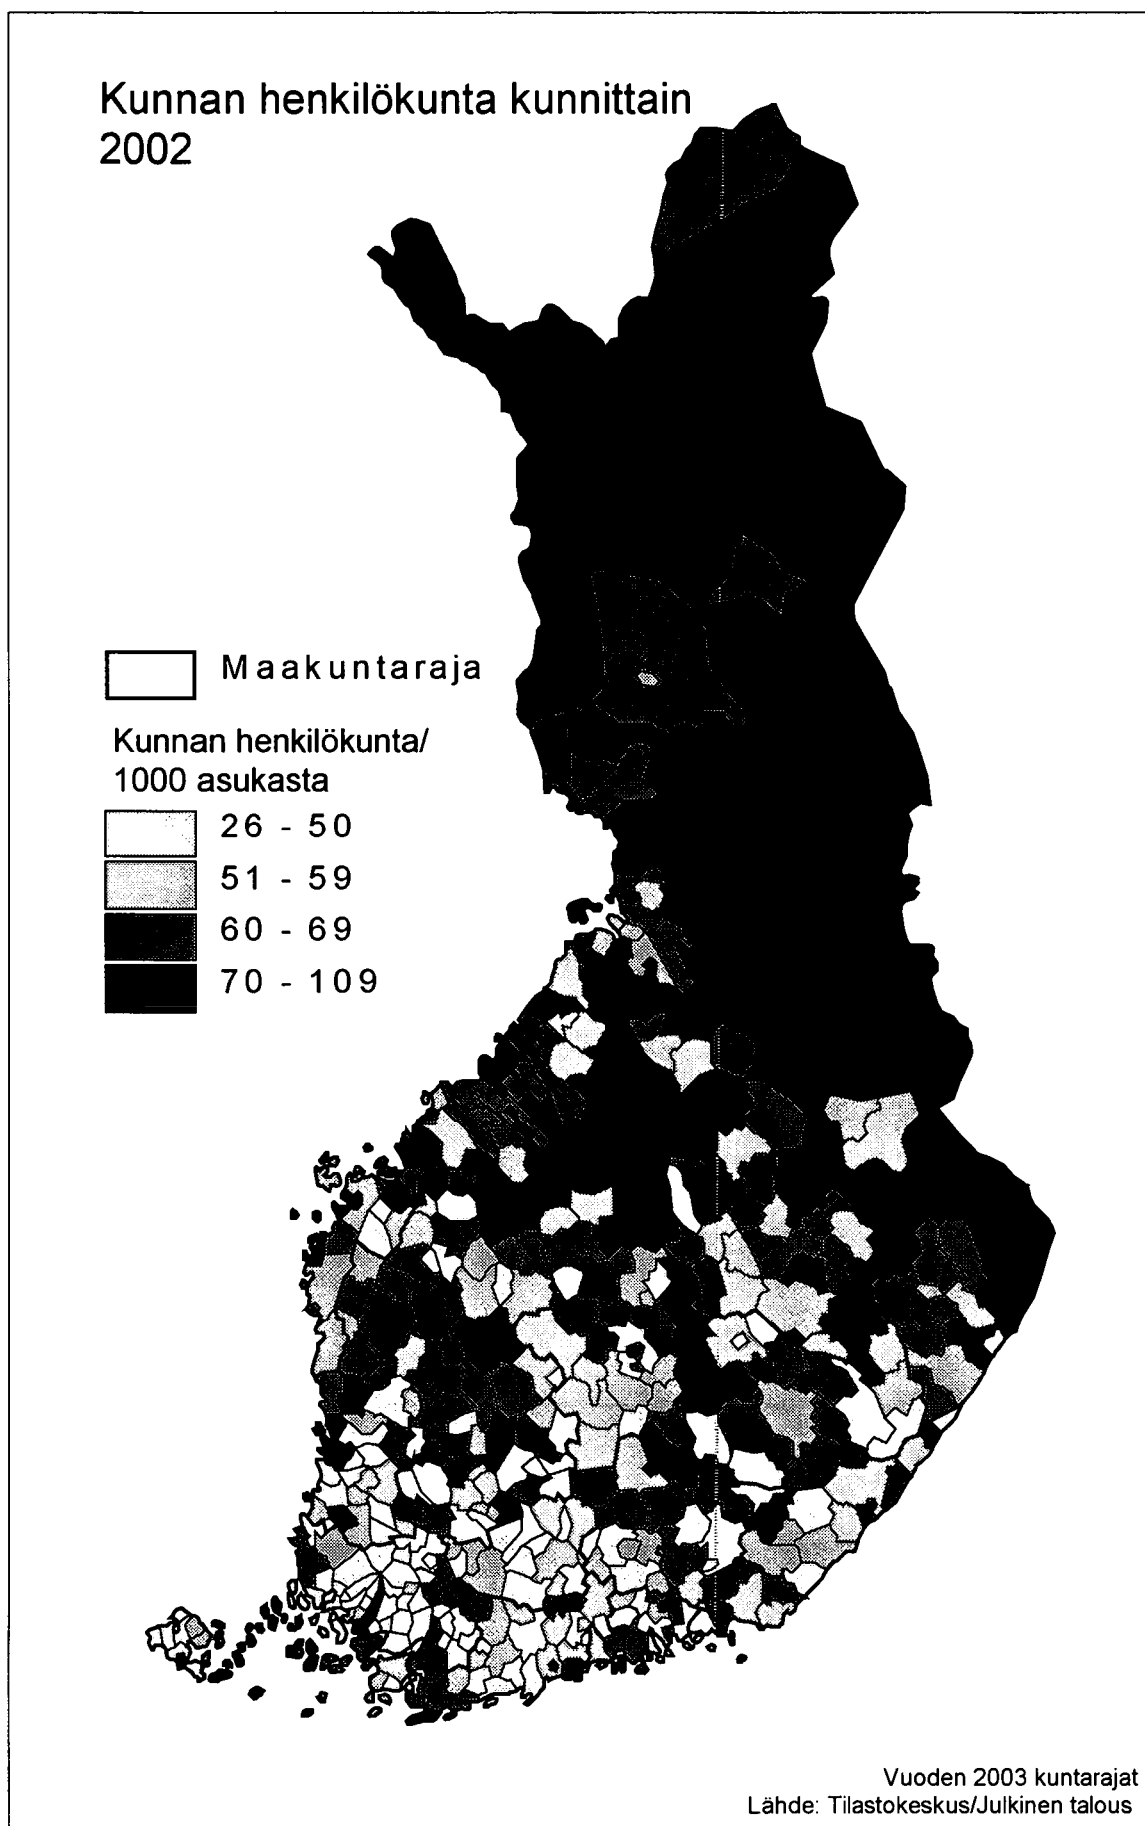 Kunnan henkilökunta kunnittain
2002
Maakuntaraja
Kunnan henkilökunta/
1000 asukasta
26 - 50
51 - 59
60 - 69
70 - 109
Vuoden 2003 kuntarajat
Lähde: Tilastokeskus/Julkinen talous